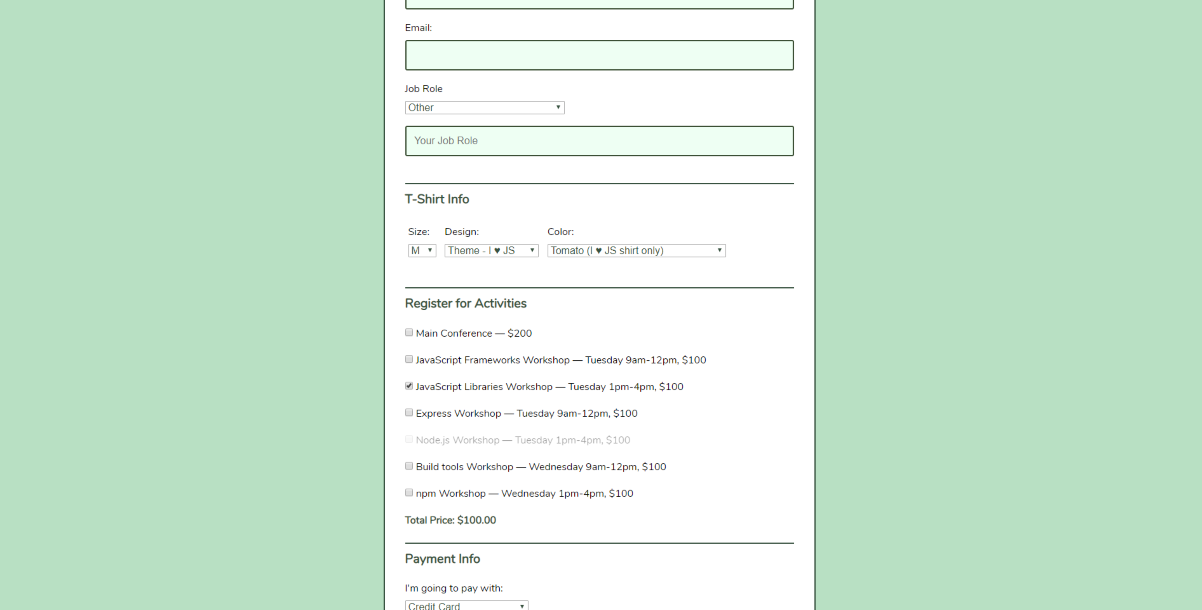 Email:
Job Role
Other
Your Job Role
T-Shirt Info
Size: Design: Color:
M Theme - I ♥ JS Tomato (I ♥ JS shirt only)
Register for Activities
Main Conference — $200
JavaScript Frameworks Workshop — Tuesday 9am-12pm, $100
JavaScript Libraries Workshop — Tuesday 1pm-4pm, $100
Express Workshop — Tuesday 9am-12pm, $100
Node.js Workshop — Tuesday 1pm-4pm, $100
Build tools Workshop — Wednesday 9am-12pm, $100
npm Workshop — Wednesday 1pm-4pm, $100
Total Price: $100.00
Payment Info
I'm going to pay with:
Credit Card